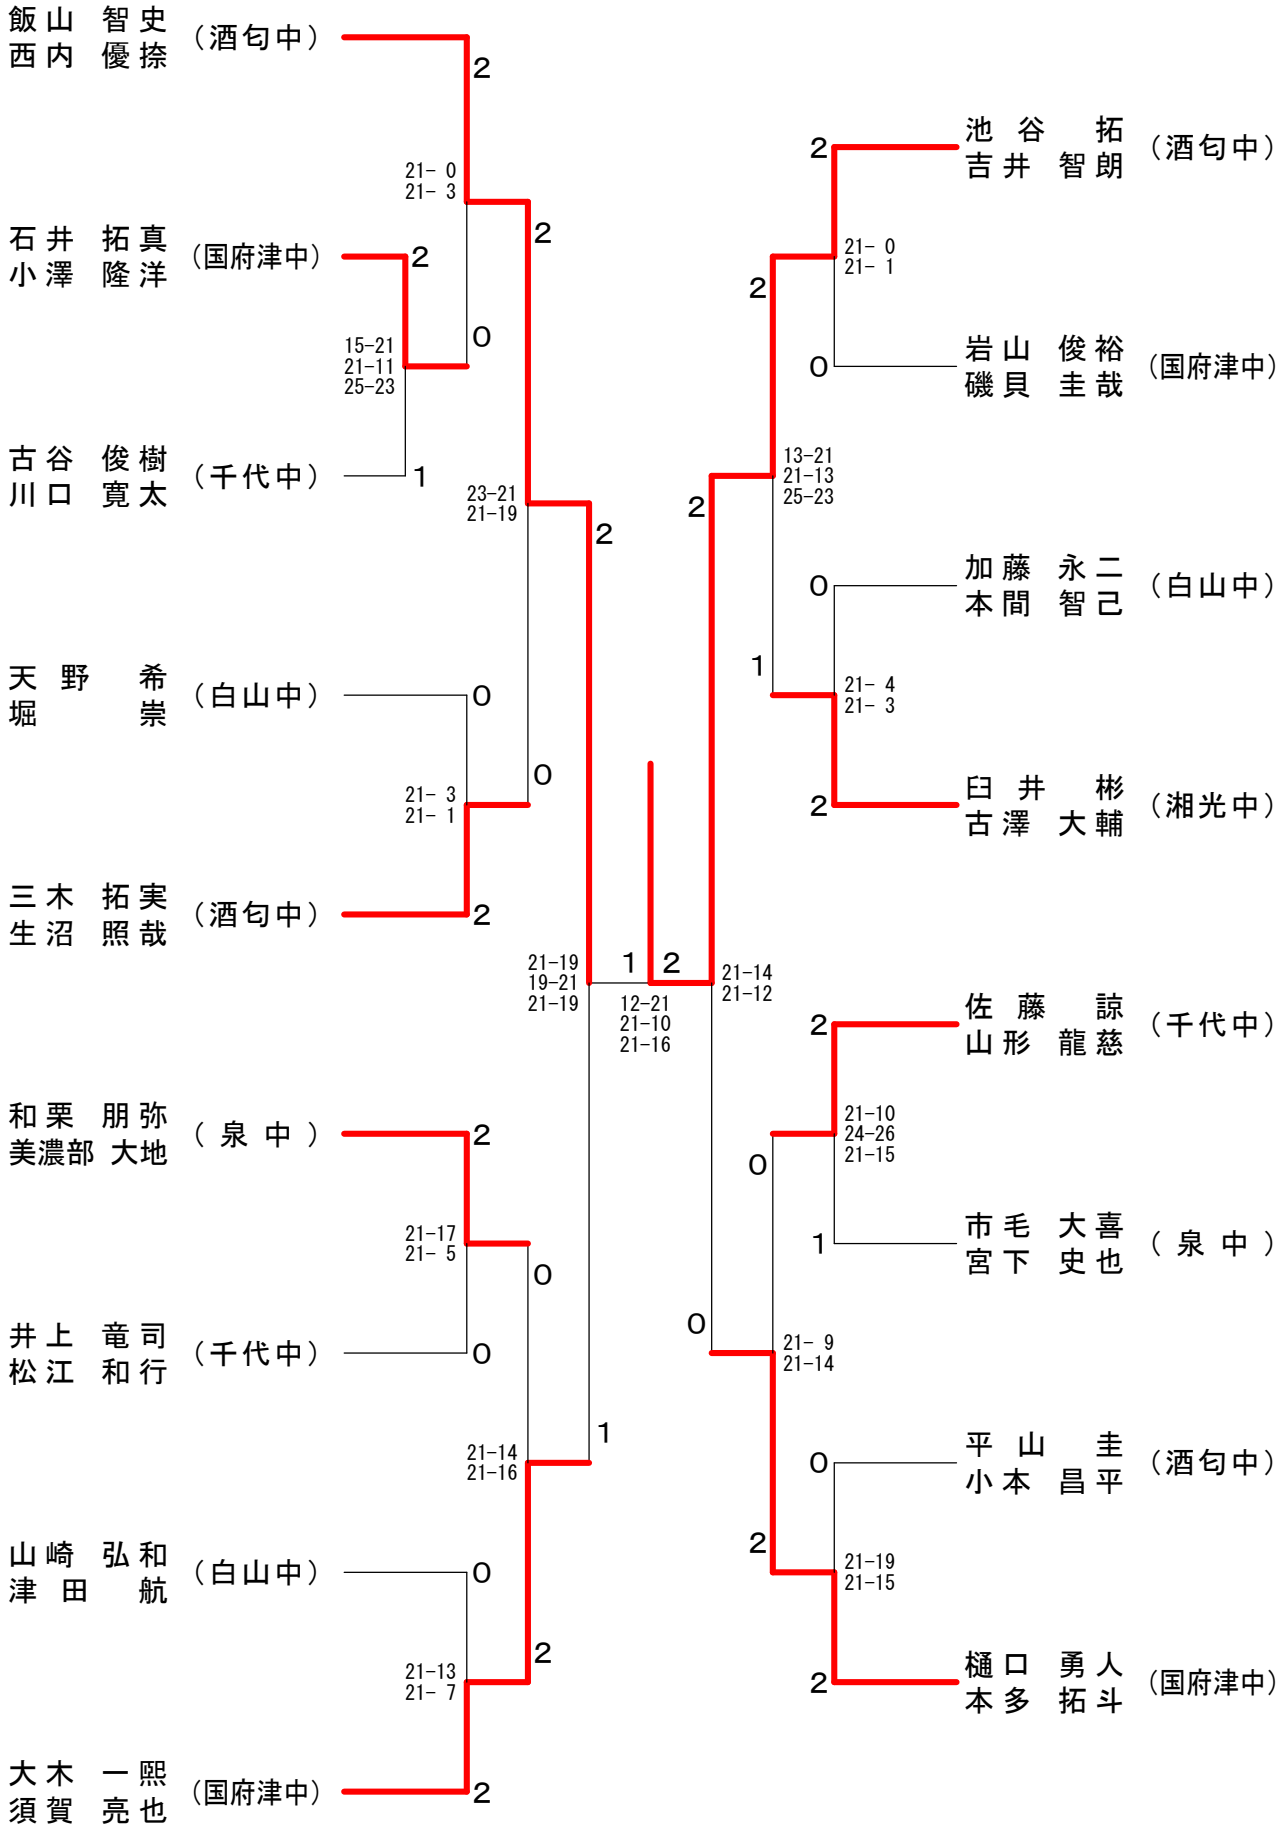 飯山 智史
西内 優捺
（酒匂中）
2
21- 0
21- 3
2
石井 拓真
小澤 隆洋
（国府津中）
2
0
15-21
21-11
25-23
古谷 俊樹
川口 寛太
（千代中）
1
23-21
21-19
2
天野 希
堀 崇
（白山中）
0
0
21- 3
21- 1
三木 拓実
生沼 照哉
（酒匂中）
2
21-19
19-21
21-19
1
2
12-21
21-10
21-16
和栗 朋弥
美濃部 大地
（泉中）
2
21-17
21- 5
0
井上 竜司
松江 和行
（千代中）
0
21-14
21-16
1
山崎 弘和
津田 航
（白山中）
0
2
21-13
21- 7
大木 一熙
須賀 亮也
（国府津中）
2
2
池谷 拓
吉井 智朗
（酒匂中）
21- 0
21- 1
2
0
岩山 俊裕
磯貝 圭哉
（国府津中）
13-21
21-13
25-23
2
0
加藤 永二
本間 智己
（白山中）
1
21- 4
21- 3
2
臼井 彬
古澤 大輔
（湘光中）
21-14
21-12
2
佐藤 諒
山形 龍慈
（千代中）
21-10
24-26
21-15
0
1
市毛 大喜
宮下 史也
（泉中）
0
21- 9
21-14
0
平山 圭
小本 昌平
（酒匂中）
2
21-19
21-15
2
樋口 勇人
本多 拓斗
（国府津中）